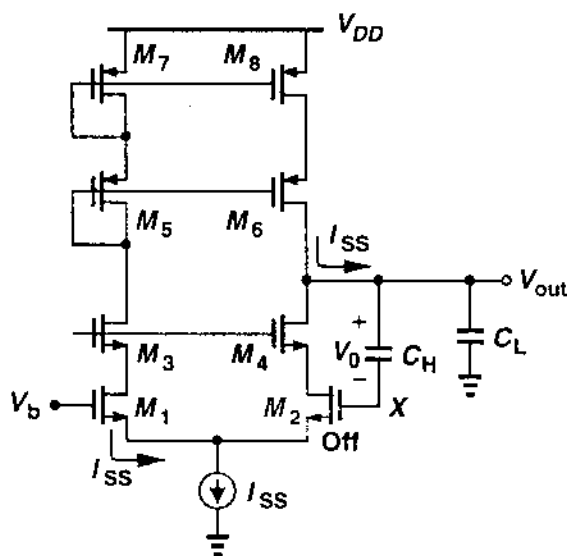 V_DD
M_7 M_8
M_5 M_6
I_SS
V_out
+
M_3 M_4 V_0 C_H C_L
−
V_b M_1 M_2 X
Off
I_SS I_SS